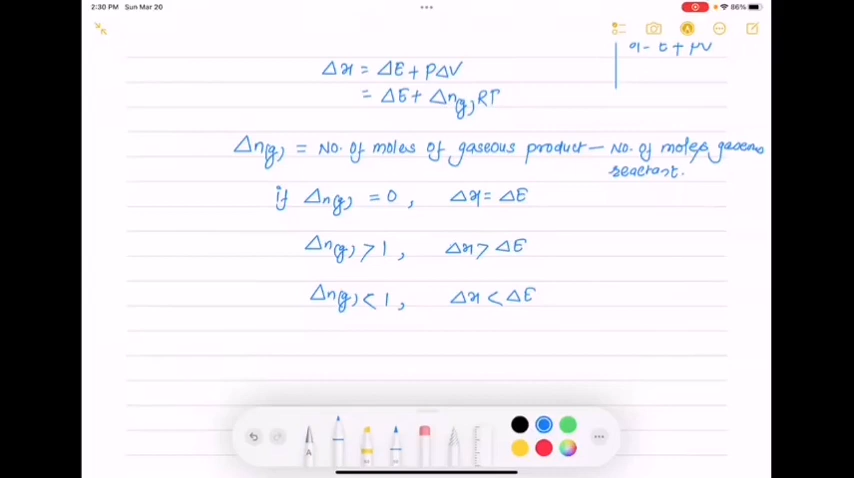 2:30 PM Sun Mar 20
86%
H= E + PV
ΔH = ΔE + PΔV
= ΔE + Δn(g) RT
Δn(g) = No. of moles of gaseous product — No. of moles gaseous
reactant.
if Δn(g) = 0, ΔH = ΔE
Δn(g) > 1, ΔH > ΔE
Δn(g) < 1, ΔH < ΔE
A